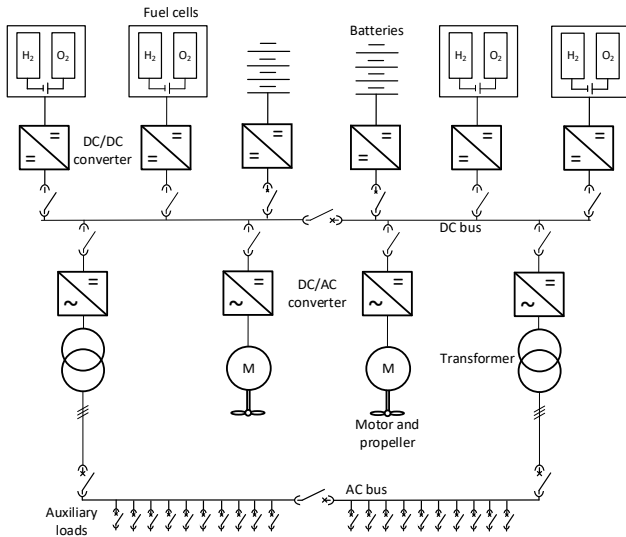 Fuel cells
Batteries
H₂ O₂
H₂ O₂
H₂ O₂
H₂ O₂
DC/DC
converter
DC bus
DC/AC
converter
~
~
~
~
Transformer
M
M
Motor and
propeller
AC bus
Auxiliary
loads